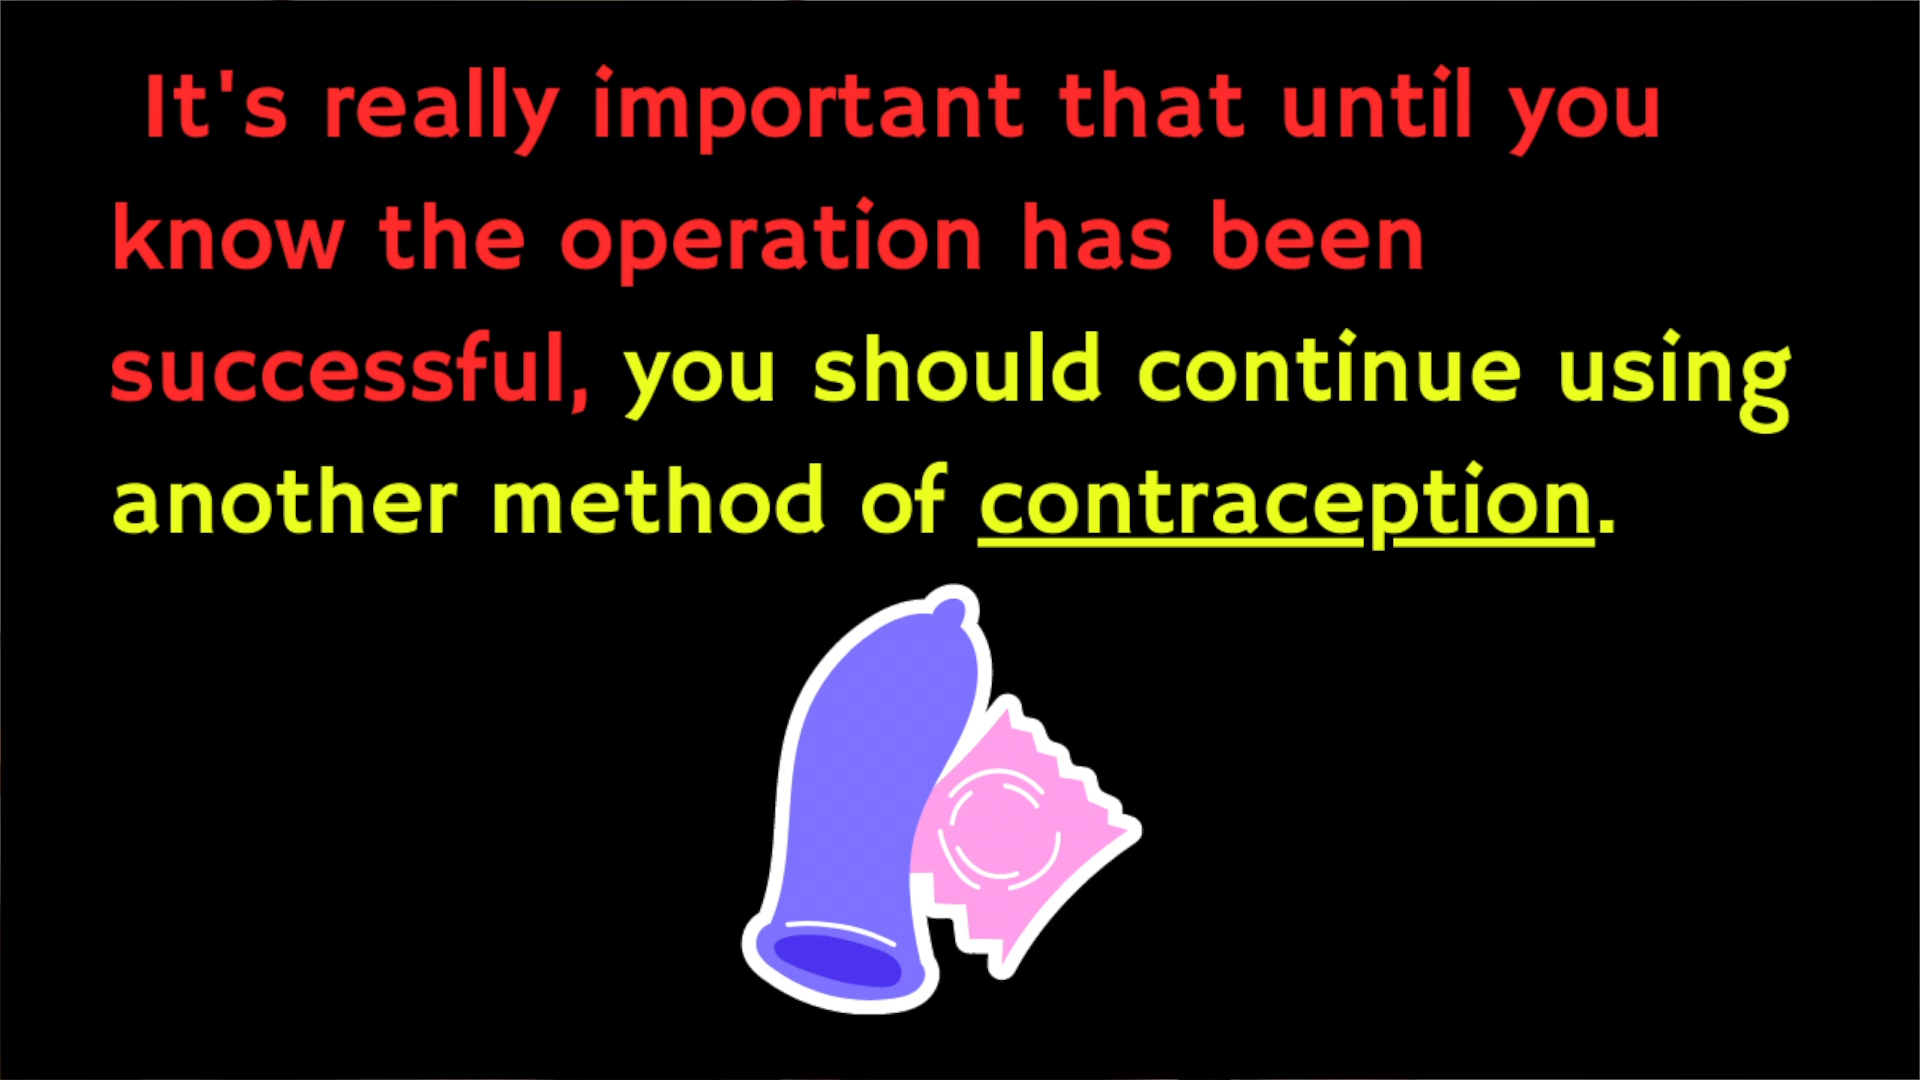 It's really important that until you
know the operation has been
successful, you should continue using
another method of contraception.